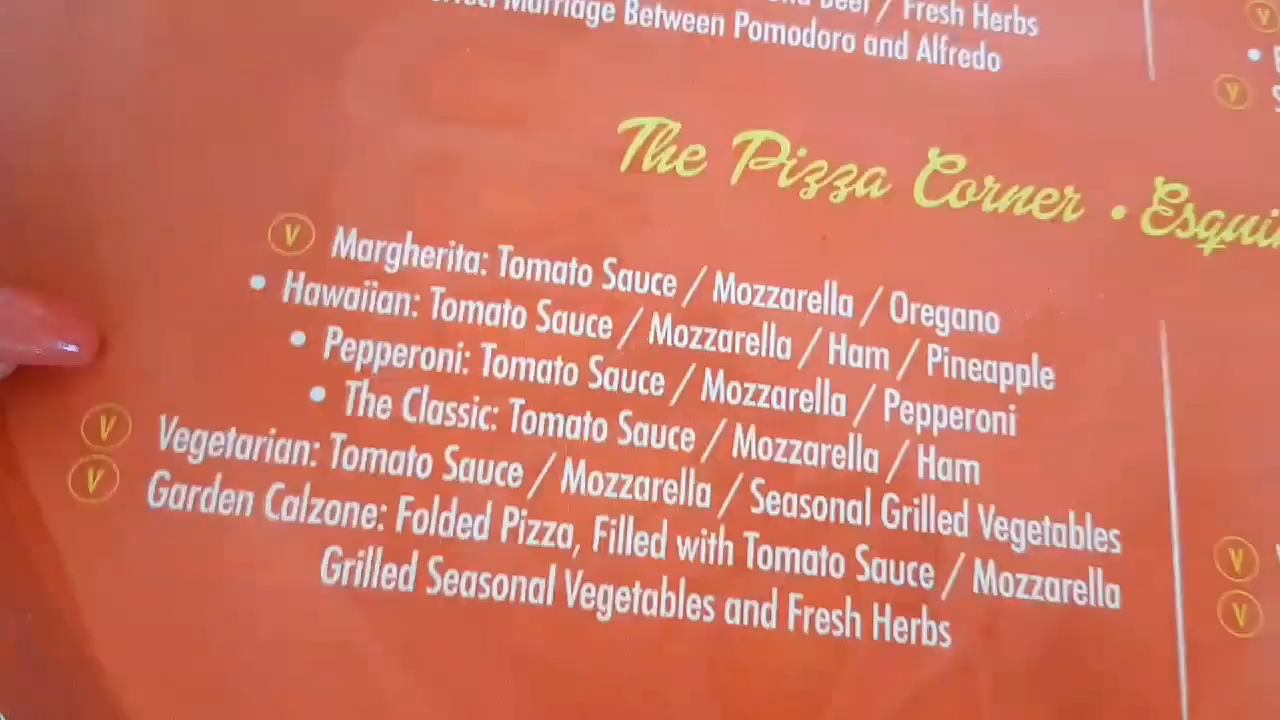 Fresh Herbs
Marriage Between Pomodoro and Alfredo
The Pizza Corner •
V Margherita: Tomato Sauce / Mozzarella / Oregano
• Hawaiian: Tomato Sauce / Mozzarella / Ham / Pineapple
• Pepperoni: Tomato Sauce / Mozzarella / Pepperoni
• The Classic: Tomato Sauce / Mozzarella / Ham
V Vegetarian: Tomato Sauce / Mozzarella / Seasonal Grilled Vegetables
V Garden Calzone: Folded Pizza, Filled with Tomato Sauce / Mozzarella
Grilled Seasonal Vegetables and Fresh Herbs
V
V
V
V